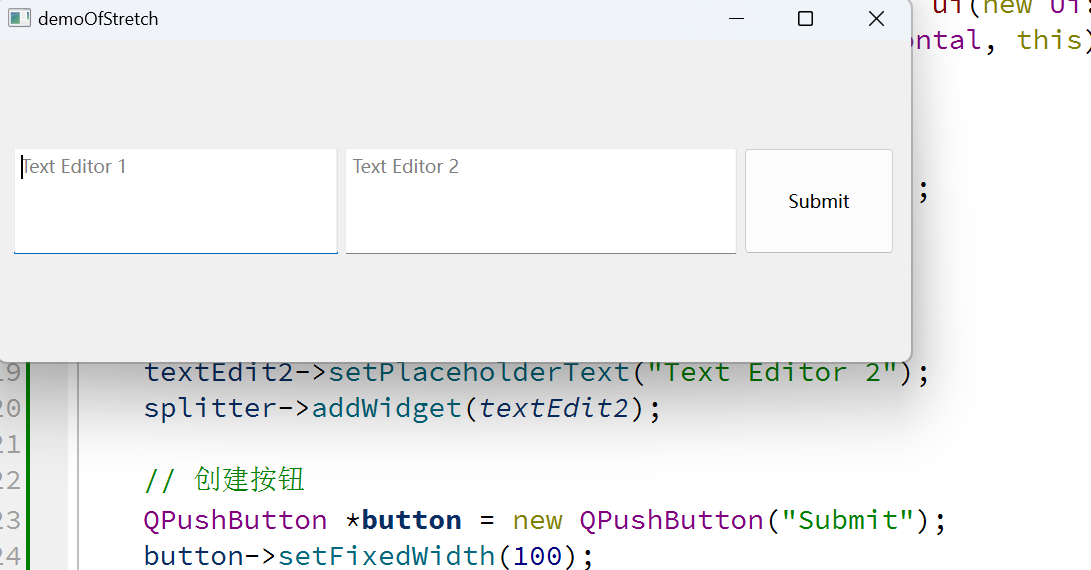 demoOfStretch
ui(new Ui:
ontal, this)
Text Editor 1
Text Editor 2
Submit
;
19 textEdit2->setPlaceholderText("Text Editor 2");
20 splitter->addWidget(textEdit2);
21
22 // 创建按钮
23 QPushButton *button = new QPushButton("Submit");
24 button->setFixedWidth(100);